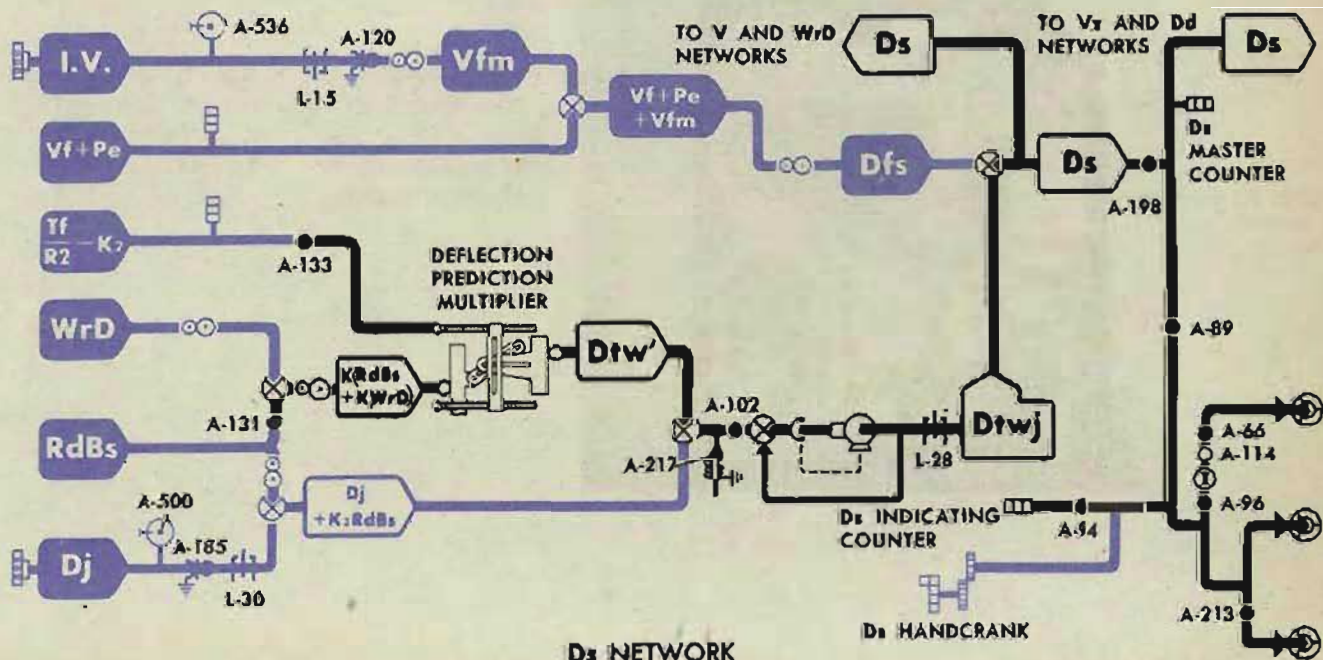 A-536
I.V.
L-15
A-120
Vfm
Vf+Pe
+Vfm
Vf+Pe
Dfs
TO V AND WrD
NETWORKS
Ds
TO Vz AND Dd
NETWORKS
Ds
Ds
A-198
Ds
MASTER
COUNTER
Tf
R2
-K2
A-133
DEFLECTION
PREDICTION
MULTIPLIER
WrD
K(RdBs
+K(WrD)
Dtw'
A-131
RdBs
A-102
A-217
L-28
Dtwj
A-89
A-66
A-114
A-96
A-500
Dj
A-185
L-30
Dj
+K2RdBs
Ds INDICATING
COUNTER
A-94
Ds HANDCRANK
A-213
Ds NETWORK